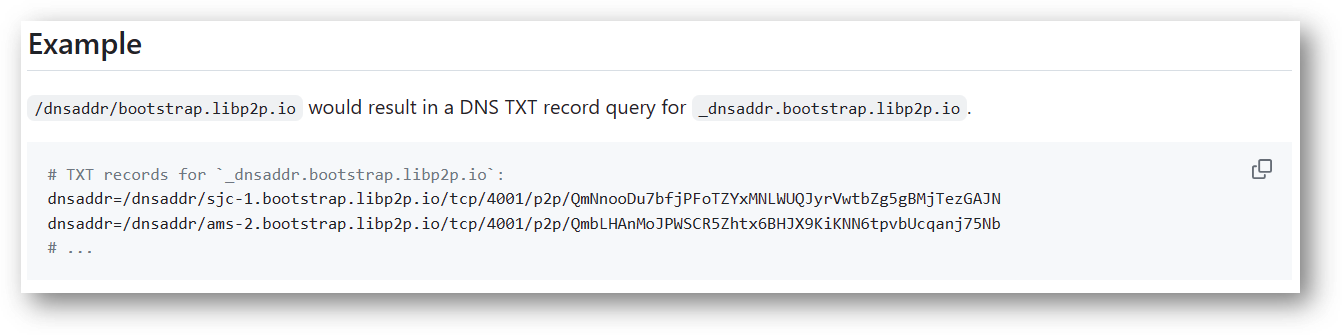 Example
/dnsaddr/bootstrap.libp2p.io would result in a DNS TXT record query for _dnsaddr.bootstrap.libp2p.io.
# TXT records for `_dnsaddr.bootstrap.libp2p.io`:
dnsaddr=/dnsaddr/sjc-1.bootstrap.libp2p.io/tcp/4001/p2p/QmNnooDu7bfjPFoTZYxMNLWUQJyrVwtbZg5gBMjTezGAJN
dnsaddr=/dnsaddr/ams-2.bootstrap.libp2p.io/tcp/4001/p2p/QmbLHAnMoJPWSCR5Zhtx6BHJX9KiKNN6tpvbUcqanj75Nb
# ...